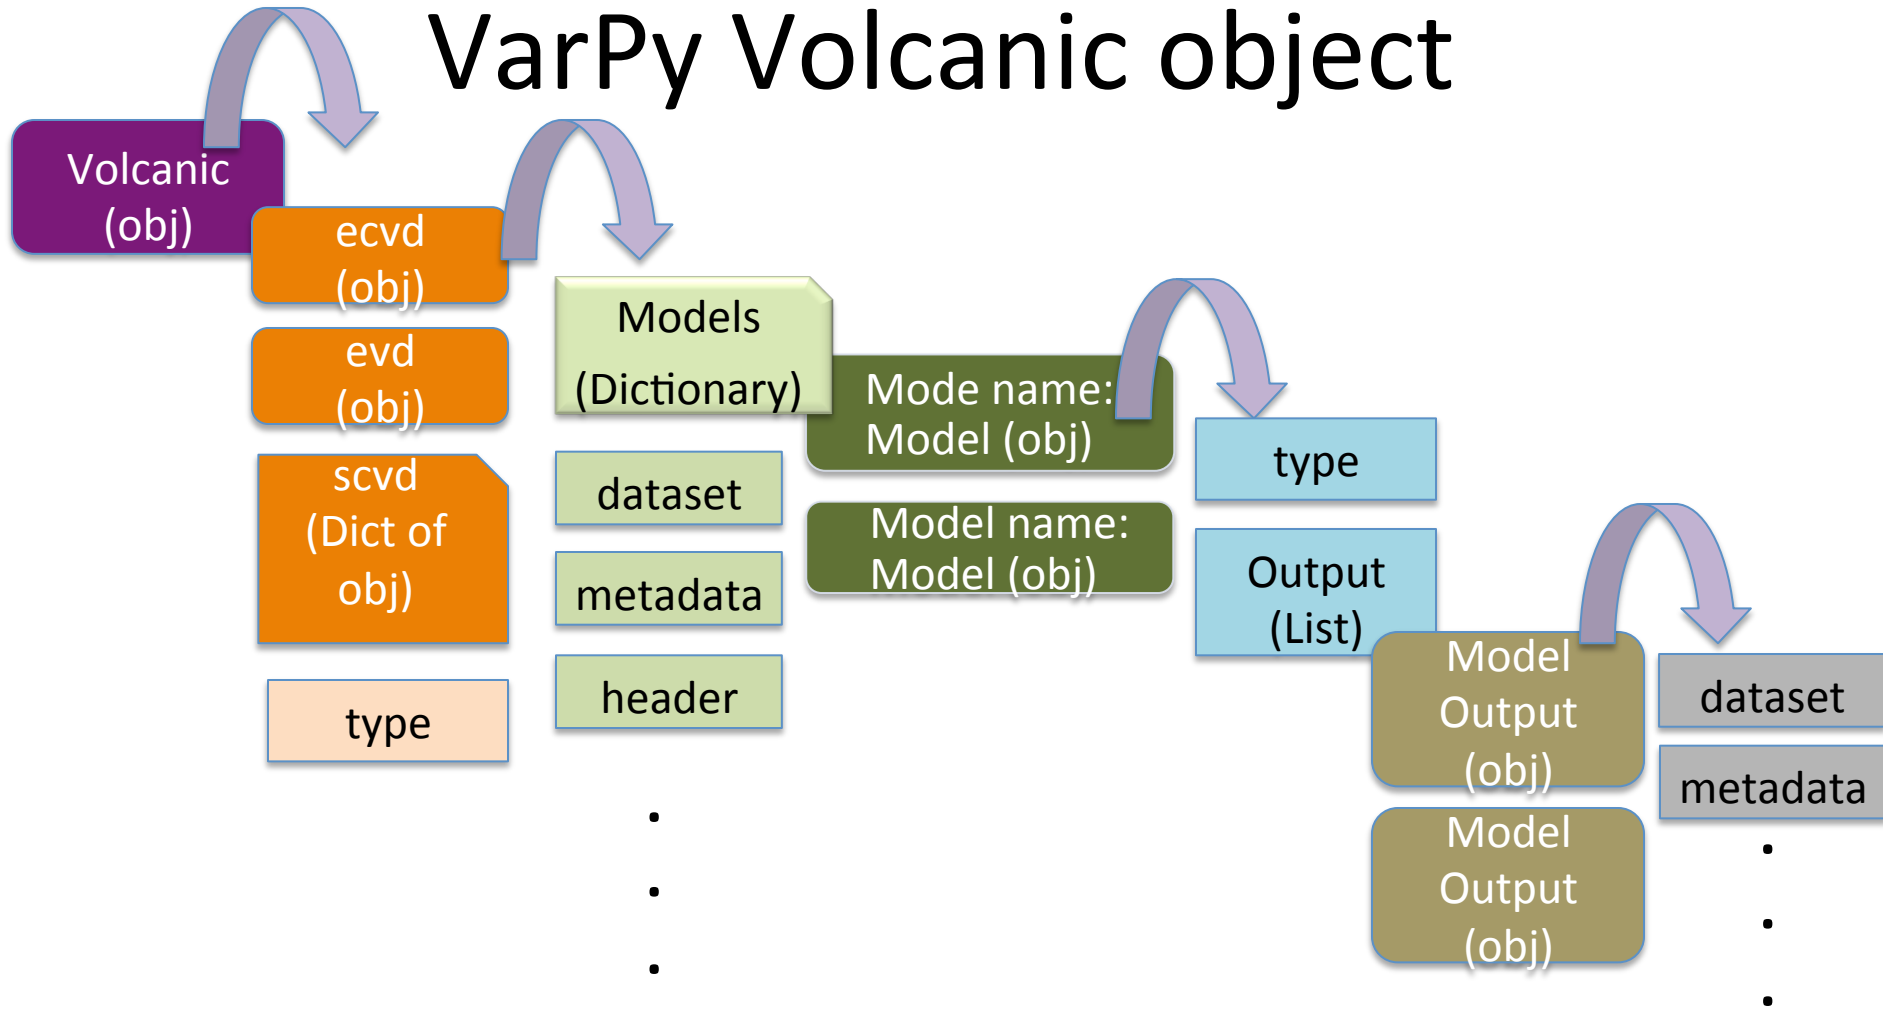 VarPy Volcanic object
Volcanic
(obj)
ecvd
(obj)
evd
(obj)
scvd
(Dict of
obj)
type
Models
(Dictionary)
dataset
metadata
header
.
.
.
Mode name:
Model (obj)
Model name:
Model (obj)
type
Output
(List)
Model
Output
(obj)
Model
Output
(obj)
dataset
metadata
.
.
.